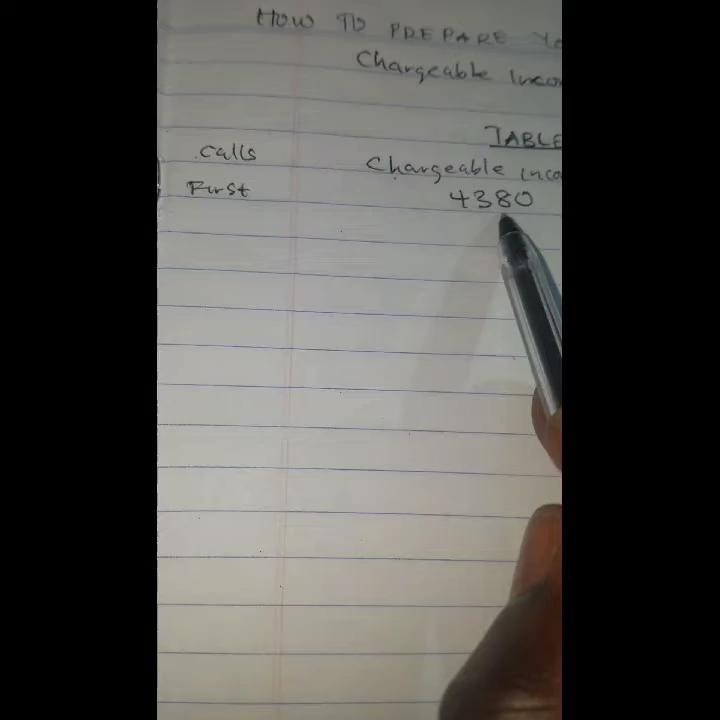 HOW TO PREPARE
Chargeable
TABLE
Calls Chargeable
First 4380